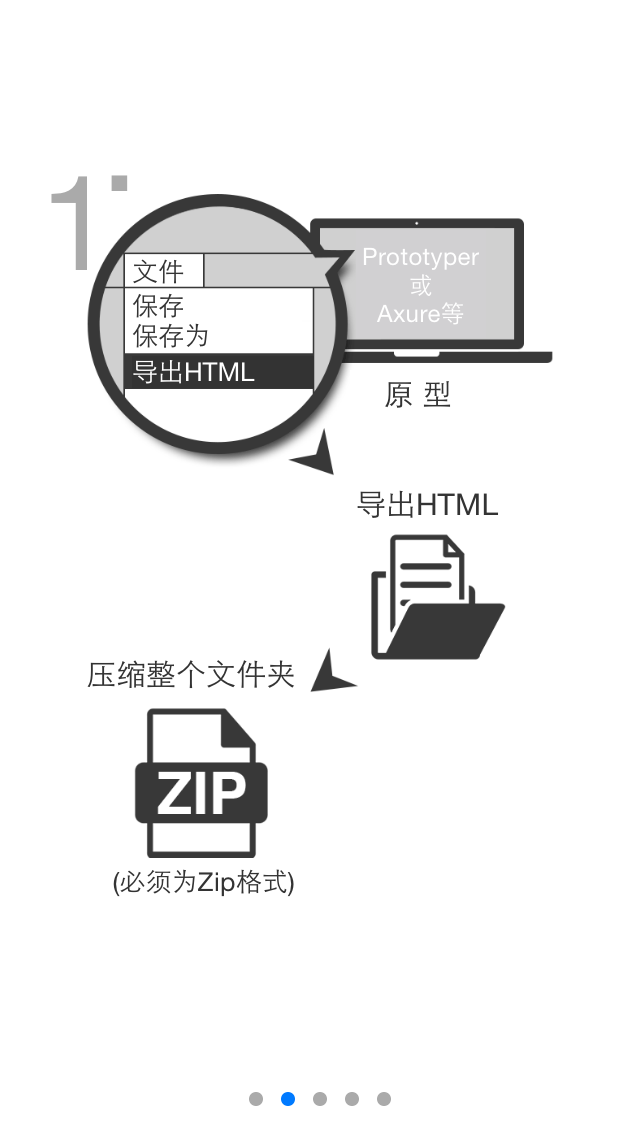 1.
文件
保存
保存为
导出HTML
Prototyper
或
Axure等
原 型
导出HTML
压缩整个文件夹
ZIP
(必须为Zip格式)